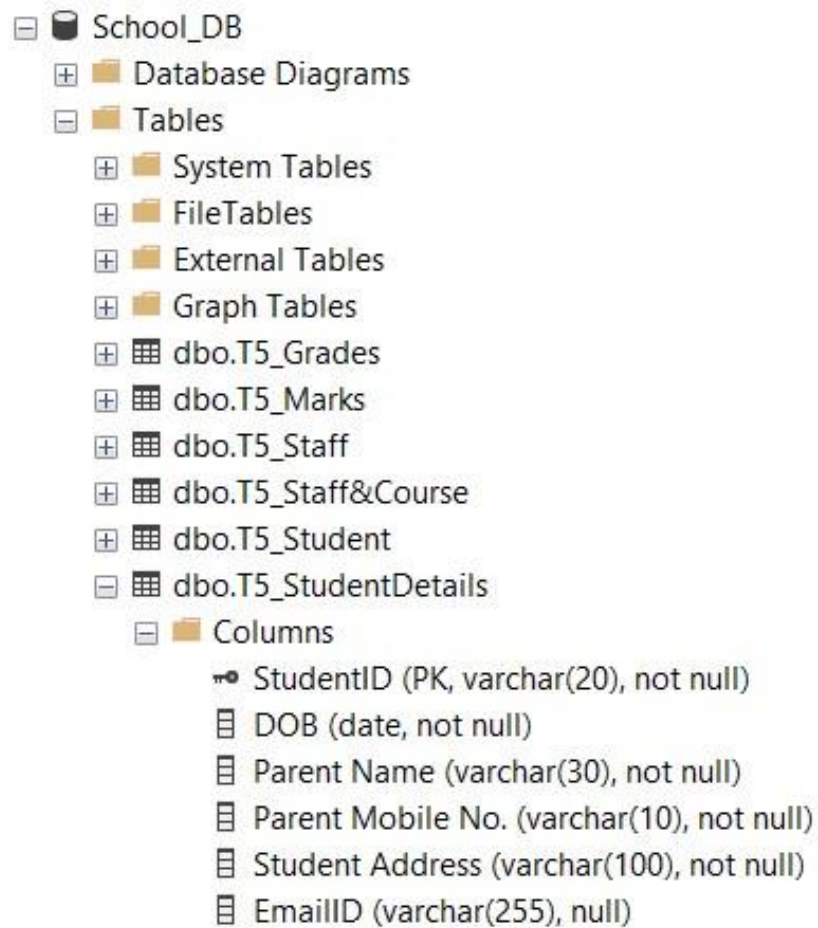 School_DB
Database Diagrams
Tables
System Tables
FileTables
External Tables
Graph Tables
dbo.T5_Grades
dbo.T5_Marks
dbo.T5_Staff
dbo.T5_Staff&Course
dbo.T5_Student
dbo.T5_StudentDetails
Columns
StudentID (PK, varchar(20), not null)
DOB (date, not null)
Parent Name (varchar(30), not null)
Parent Mobile No. (varchar(10), not null)
Student Address (varchar(100), not null)
EmailID (varchar(255), null)